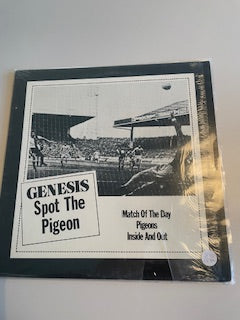 GENESIS
Spot The
Pigeon
Match Of The Day
Pigeons
Inside And Out